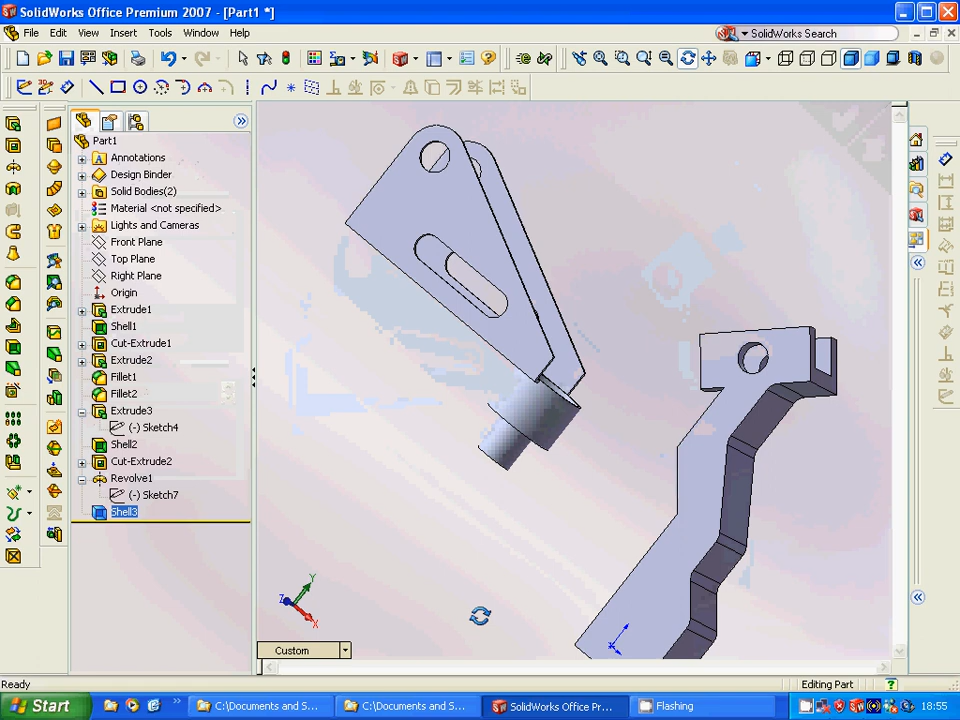 SolidWorks Office Premium 2007 - [Part1 *]
File Edit View Insert Tools Window Help
SolidWorks Search
Part1
Annotations
Design Binder
Solid Bodies(2)
Material <not specified>
Lights and Cameras
Front Plane
Top Plane
Right Plane
Origin
Extrude1
Shell1
Cut-Extrude1
Extrude2
Fillet1
Fillet2
Extrude3
(-) Sketch4
Shell2
Cut-Extrude2
Revolve1
(-) Sketch7
Shell3
Y
Z
X
Custom
Ready
Editing Part
Start
C:\Documents and S...
C:\Documents and S...
SolidWorks Office Pr...
Flashing
18:55